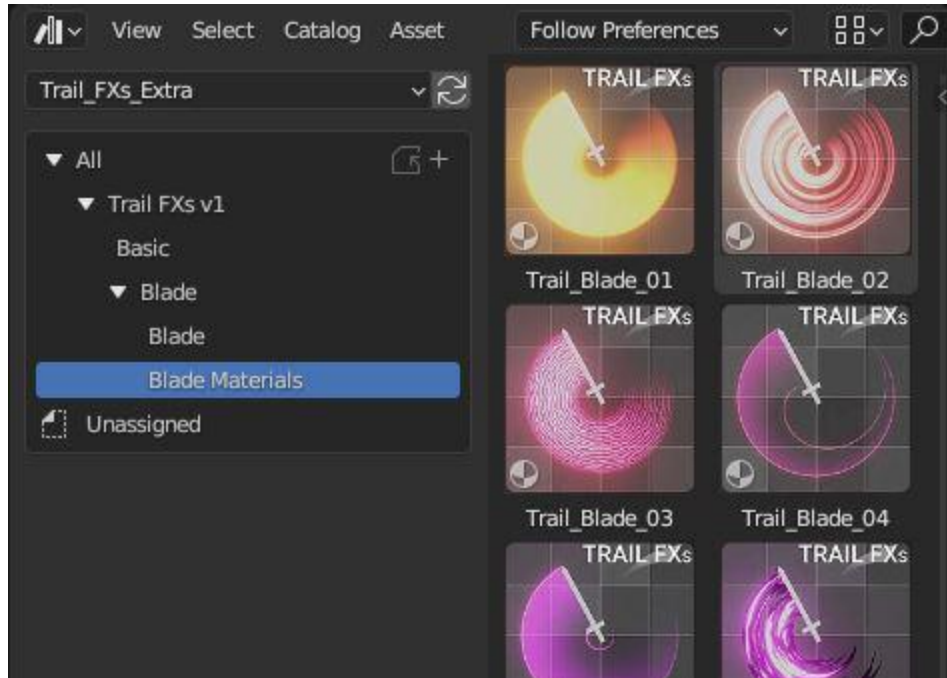 View Select Catalog Asset Follow Preferences
Trail_FXs_Extra
All
Trail FXs v1
Basic
Blade
Blade
Blade Materials
Unassigned
TRAIL FXs TRAIL FXs
Trail_Blade_01 Trail_Blade_02
TRAIL FXs TRAIL FXs
Trail_Blade_03 Trail_Blade_04
TRAIL FXs TRAIL FXs